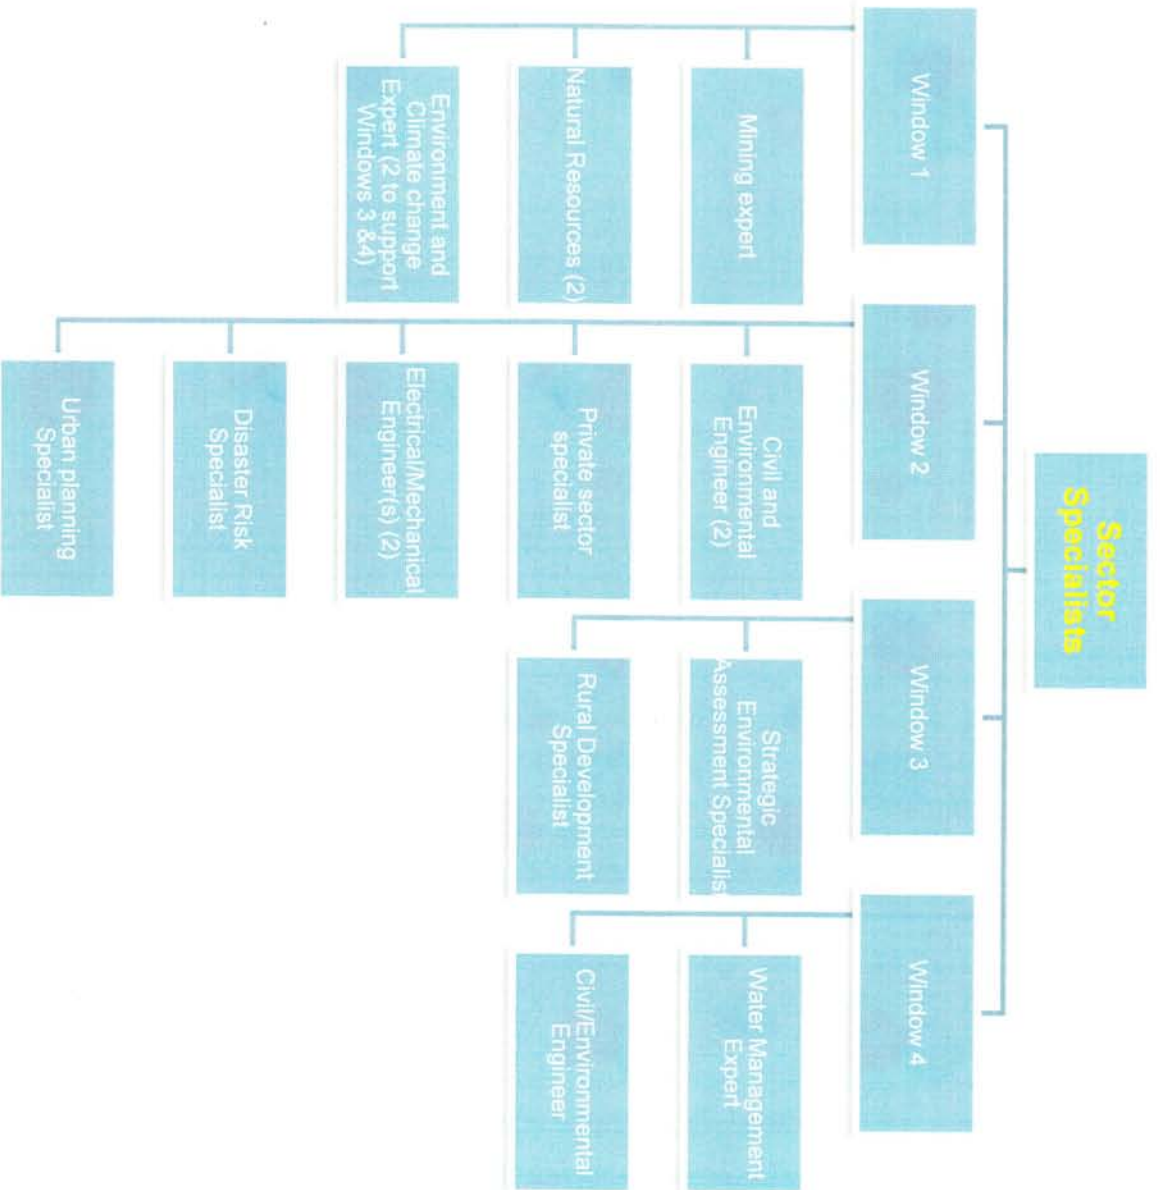 Sector
Specialists
Window 1
Mining expert
Natural Resources (2)
Environment and
Climate change
Expert (2 to support
Windows 3 &4)
Window 2
Civil and
Environmental
Engineer (2)
Private sector
specialist
Electrical/Mechanical
Engineer(s) (2)
Disaster Risk
Specialist
Urban planning
Specialist
Window 3
Strategic
Environmental
Assessment Specialis
Rural Development
Specialist
Window 4
Water Management
Expert
Civil/Environmental
Engineer